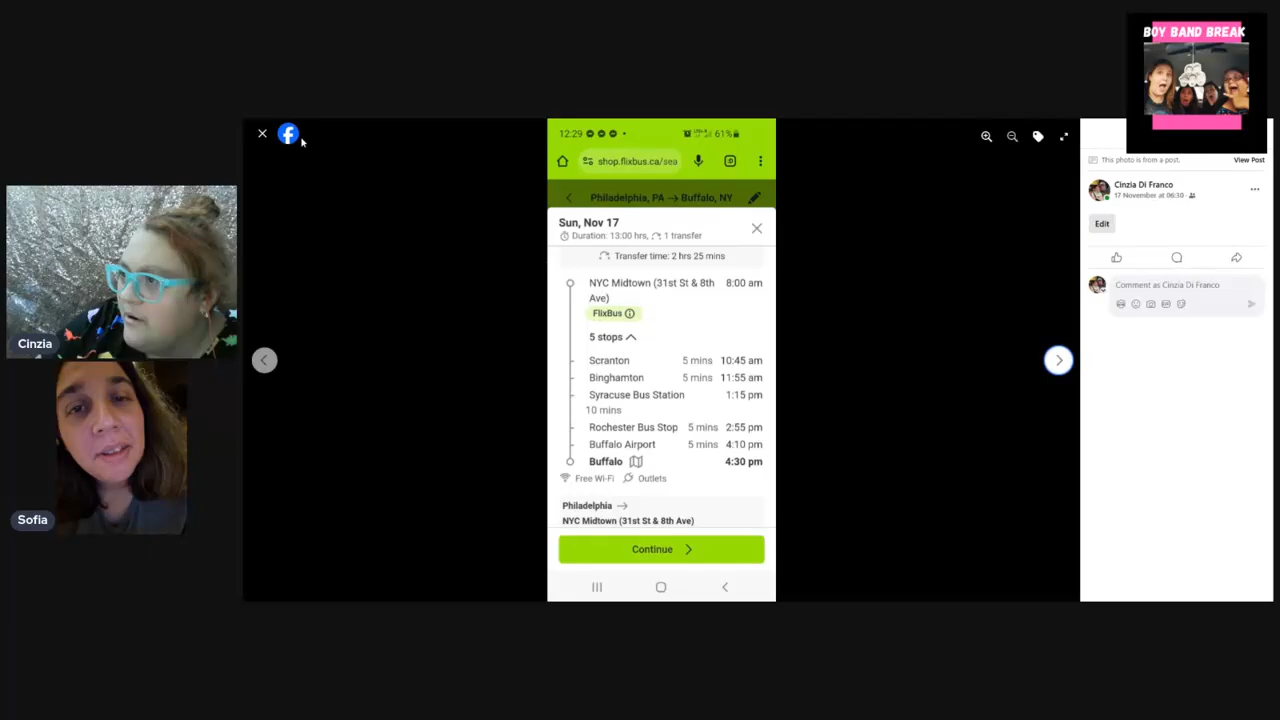 BOY BAND BREAK
12:29
61%
shop.flixbus.ca/sea
Philadelphia, PA → Buffalo, NY
Sun, Nov 17
Duration: 13:00 hrs, 1 transfer
Transfer time: 2 hrs 25 mins
NYC Midtown (31st St & 8th Ave) 8:00 am
FlixBus
5 stops
Scranton 5 mins 10:45 am
Binghamton 5 mins 11:55 am
Syracuse Bus Station 1:15 pm
10 mins
Rochester Bus Stop 5 mins 2:55 pm
Buffalo Airport 5 mins 4:10 pm
Buffalo 4:30 pm
Free Wi-Fi Outlets
Philadelphia →
NYC Midtown (31st St & 8th Ave)
Continue
This photo is from a post. View Post
Cinzia Di Franco
17 November at 06:30
Edit
Comment as Cinzia Di Franco
Cinzia
Sofia